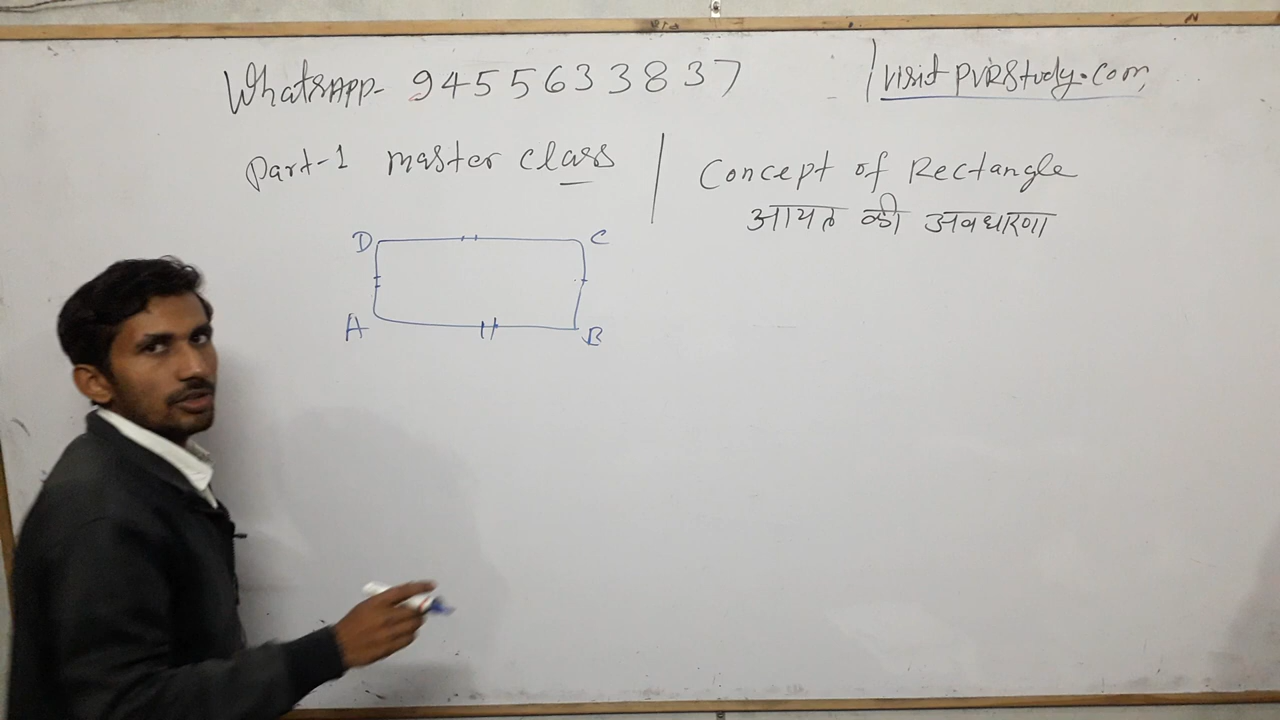 WhatsAPP- 9455633837 | visit PVRStudy.com,
Part-1 master class | Concept of Rectangle
आयत की अवधारणा
D C
A B